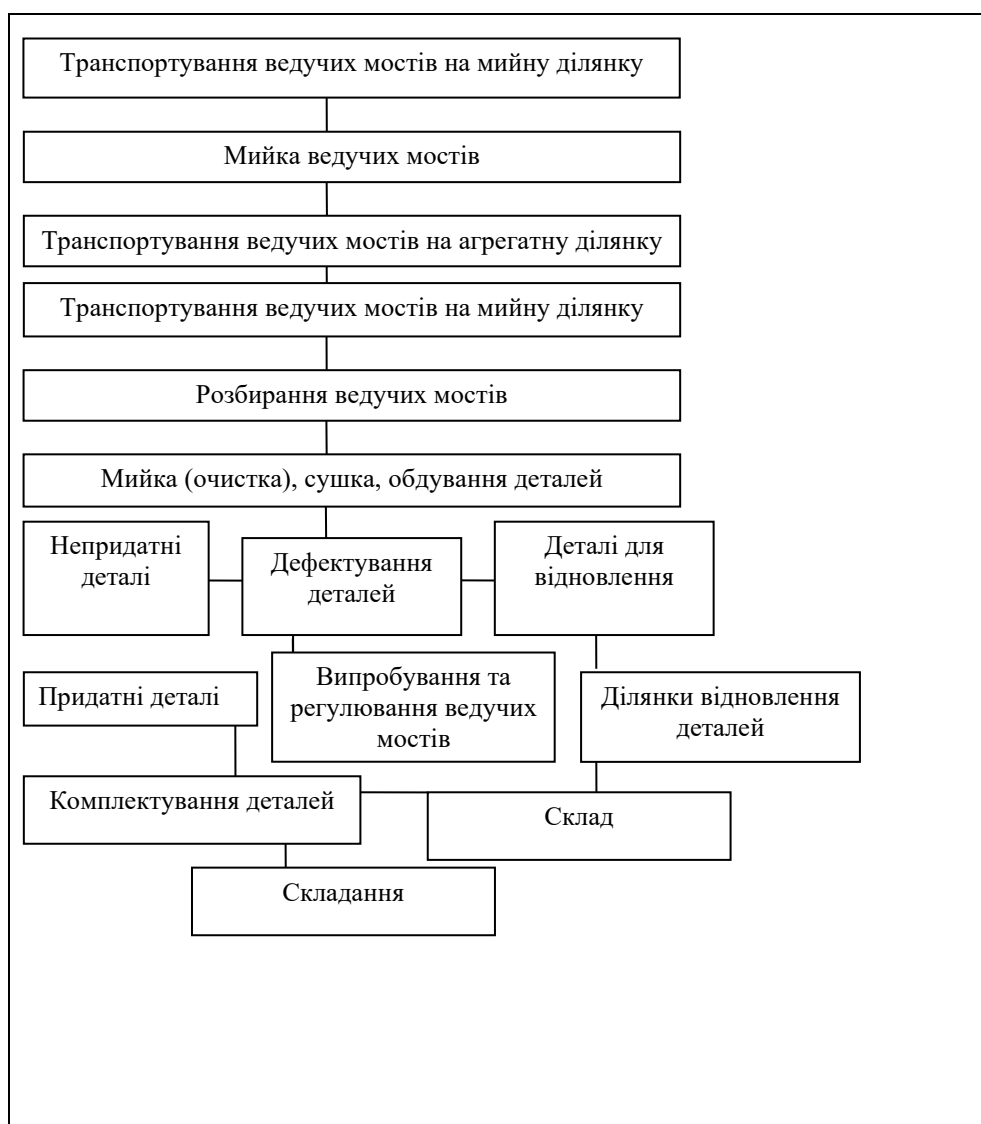 Транспортування ведучих мостів на мийну ділянку
Мийка ведучих мостів
Транспортування ведучих мостів на агрегатну ділянку
Транспортування ведучих мостів на мийну ділянку
Розбирання ведучих мостів
Мийка (очистка), сушка, обдування деталей
Непридатні
деталі
Дефектування
деталей
Деталі для
відновлення
Придатні деталі
Випробування та
регулювання ведучих
мостів
Ділянки відновлення
деталей
Комплектування деталей
Склад
Складання